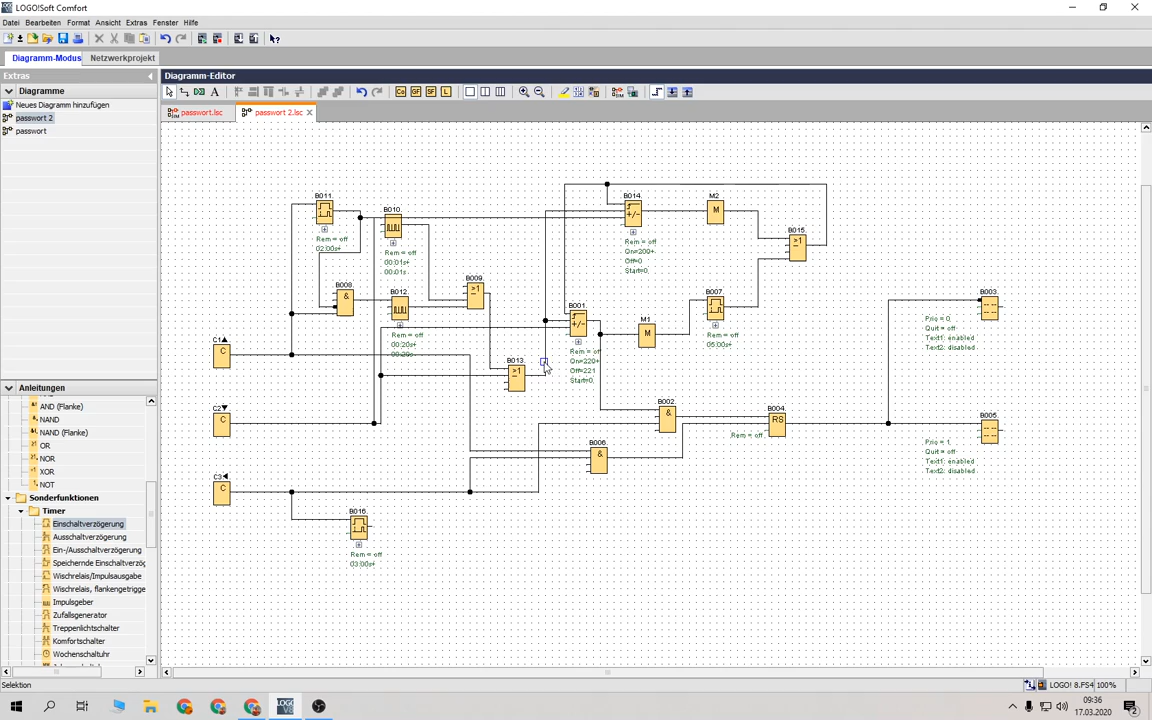 LOGO!Soft Comfort
Datei Bearbeiten Format Ansicht Extras Fenster Hilfe
Diagramm-Modus Netzwerkprojekt
Extras
Diagramm-Editor
Diagramme
Neues Diagramm hinzufügen
passwort 2
passwort
passwort.lsc
passwort 2.lsc
Co GF SF L
B011
Rem = off
02:00s+
B010
Rem = off
00:01s+
00:01s
B014
+/-
Rem = off
On=200+
Off=0
Start=0
M2
M
B015
>1
B008
&
B012
Rem = off
00:20s+
00:20s
B009
>1
B001
+/-
Rem = off
On=220+
Off=221
Start=0
M1
M
B007
Rem = off
05:00s+
B003
Prio = 0
Quit = off
Text1: enabled
Text2: disabled
C1▲
C
B013
>1
C2▼
C
B002
&
B004
RS
Rem = off
B005
Prio = 1
Quit = off
Text1: enabled
Text2: disabled
B006
&
C3◀
C
B016
Rem = off
03:00s+
Anleitungen
AND (Flanke)
NAND
NAND (Flanke)
OR
NOR
XOR
NOT
Sonderfunktionen
Timer
Einschaltverzögerung
Ausschaltverzögerung
Ein-/Ausschaltverzögerung
Speichernde Einschaltverzög
Wischrelais/Impulsausgabe
Wischrelais, flankengetrigge
Impulsgeber
Zufallsgenerator
Treppenlichtschalter
Komfortschalter
Wochenschaltuhr
Selektion
LOGO! 8.FS4 100%
09:36
17.03.2020